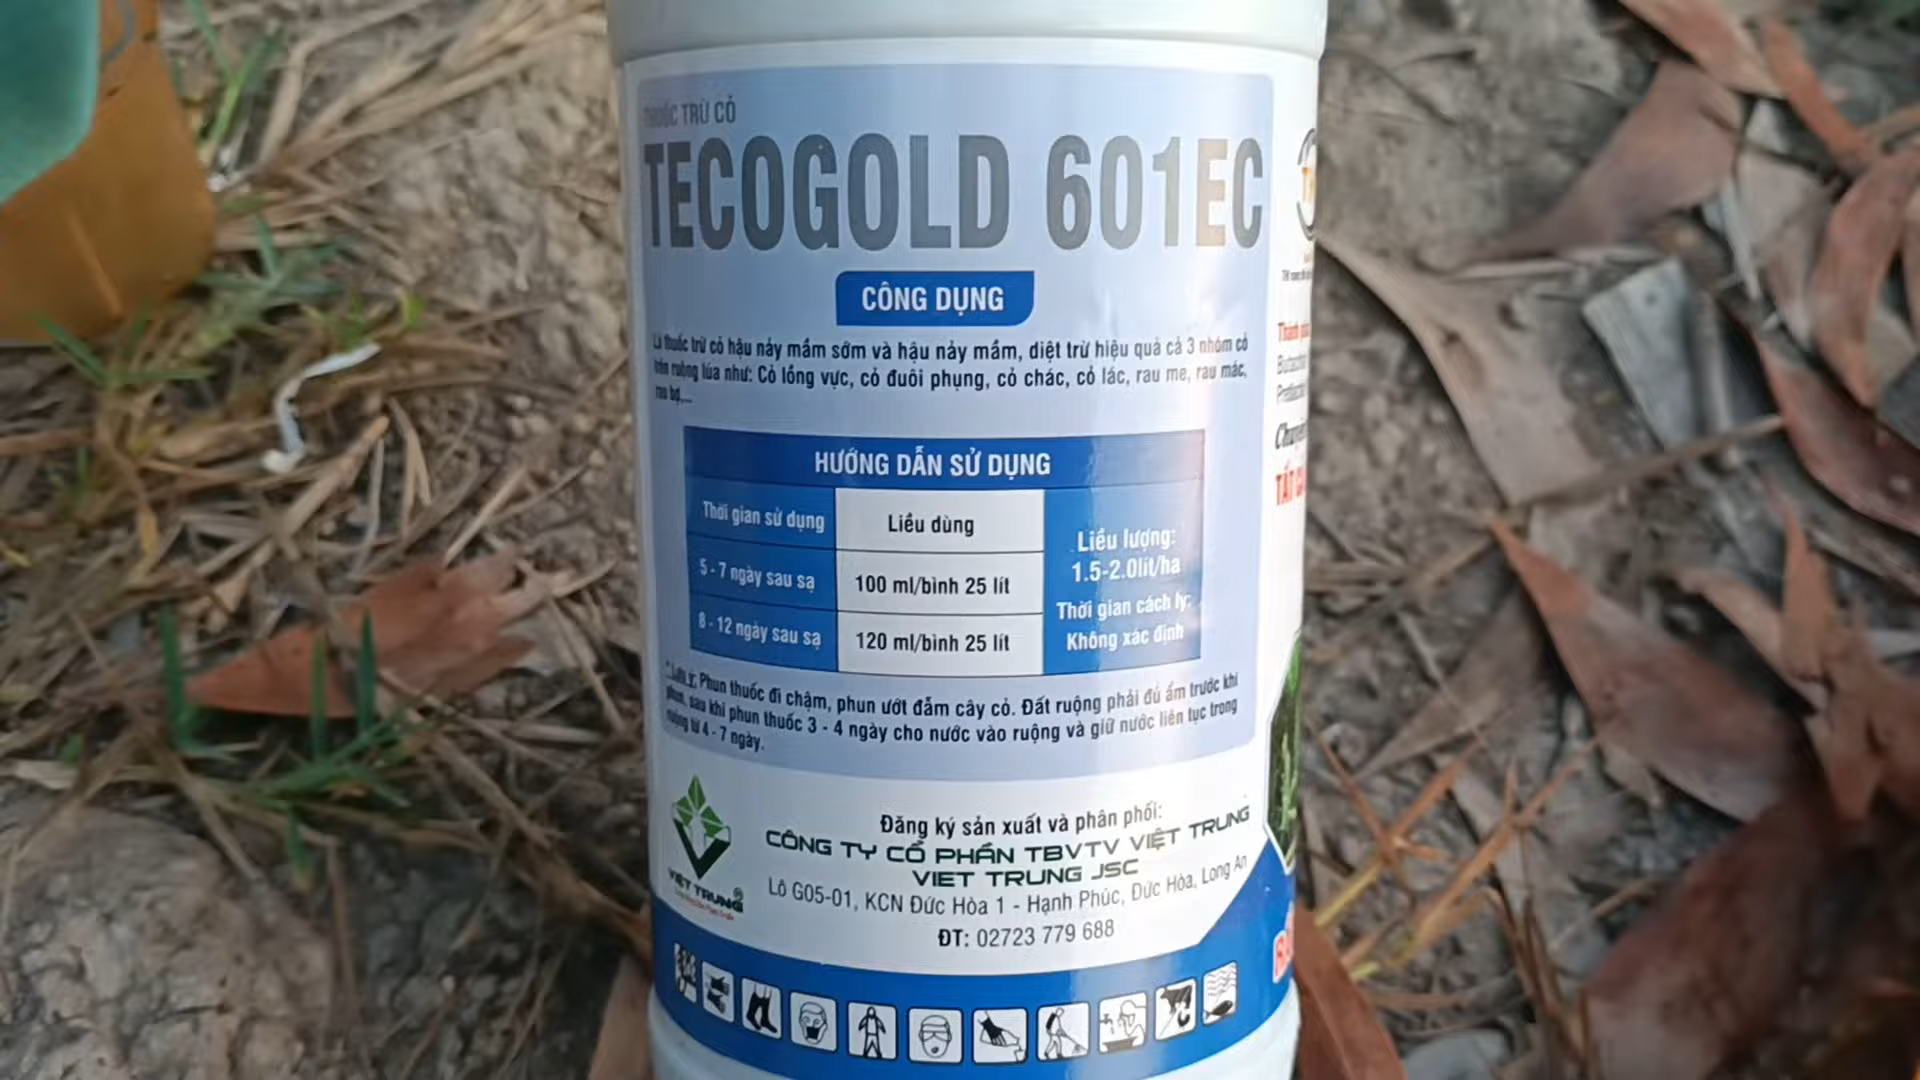 THUỐC TRỪ CỎ
TECOGOLD 601EC
CÔNG DỤNG
Là thuốc trừ cỏ hậu nảy mầm sớm và hậu nảy mầm, diệt trừ hiệu quả cả 3 nhóm cỏ
trên ruộng lúa như: Cỏ lồng vực, cỏ đuôi phụng, cỏ chác, cỏ lác, rau mẹ, rau mác,
rau bợ,...
HƯỚNG DẪN SỬ DỤNG
Thời gian sử dụng
Liều dùng
5 - 7 ngày sau sạ
100 ml/bình 25 lít
8 - 12 ngày sau sạ
120 ml/bình 25 lít
Liều lượng:
1.5-2.0lít/ha
Thời gian cách ly:
Không xác định
* Lưu ý: Phun thuốc đi chậm, phun ướt đẫm cây cỏ. Đất ruộng phải đủ ẩm trước khi
phun, sau khi phun thuốc 3 - 4 ngày cho nước vào ruộng và giữ nước liên tục trong
ruộng từ 4 - 7 ngày.
VIỆT TRUNG®
Đăng ký sản xuất và phân phối:
CÔNG TY CỔ PHẦN TBVTV VIỆT TRUNG
VIET TRUNG JSC
Lô G05-01, KCN Đức Hòa 1 - Hạnh Phúc, Đức Hòa, Long An
ĐT: 02723 779 688